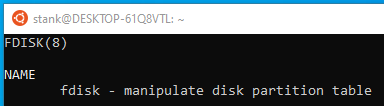 stank@DESKTOP-61Q8VTL: ~
FDISK(8)
NAME
fdisk - manipulate disk partition table